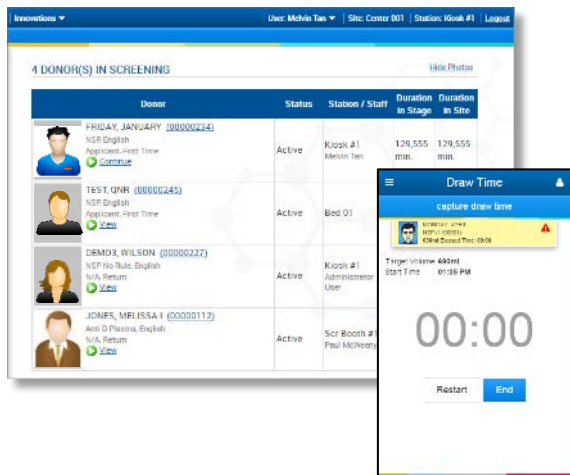 Innovations
User: Melvin Tan
Site: Center 001
Station: Kiosk #1
Logout
4 DONOR(S) IN SCREENING
Hide Photos
Donor
Status
Station / Staff
Duration in Stage
Duration in Site
FRIDAY, JANUARY (00000234)
NSP, English
Applicant, First Time
Continue
Active
Kiosk #1
Melvin Tan
129,555 min.
129,555 min.
TEST, QNR (00000245)
NSP, English
Applicant, First Time
View
Active
Bed 01
DEMO3, WILSON (00000227)
NSP No Rule, English
N/A, Return
View
Active
Kiosk #1
Administrator
User
JONES, MELISSA I (00000112)
Anti D Plasma, English
N/A, Return
View
Active
Scr Booth #1
Paul McWeeny
Draw Time
capture draw time
Elapsed Time: 00:00
Target Volume 690ml
Start Time 01:06 PM
00:00
Restart
End